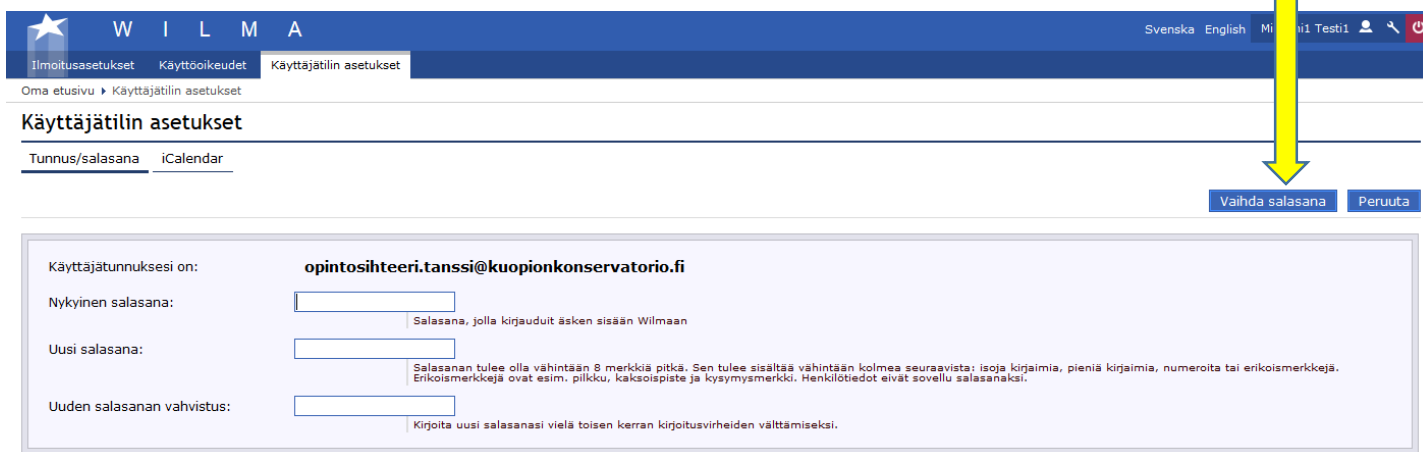 W I L M A
Svenska English Mi ni1 Testi1
Ilmoitusasetukset Käyttöoikeudet Käyttäjätilin asetukset
Oma etusivu Käyttäjätilin asetukset
Käyttäjätilin asetukset
Tunnus/salasana iCalendar
Vaihda salasana Peruuta
Käyttäjätunnuksesi on: opintosihteeri.tanssi@kuopionkonservatorio.fi
Nykyinen salasana:
Salasana, jolla kirjauduit äsken sisään Wilmaan
Uusi salasana:
Salasanan tulee olla vähintään 8 merkkiä pitkä. Sen tulee sisältää vähintään kolmea seuraavista: isoja kirjaimia, pieniä kirjaimia, numeroita tai erikoismerkkejä.
Erikoismerkkejä ovat esim. pilkku, kaksoispiste ja kysymysmerkki. Henkilötiedot eivät sovellu salasanaksi.
Uuden salasanan vahvistus:
Kirjoita uusi salasanasi vielä toisen kerran kirjoitusvirheiden välttämiseksi.